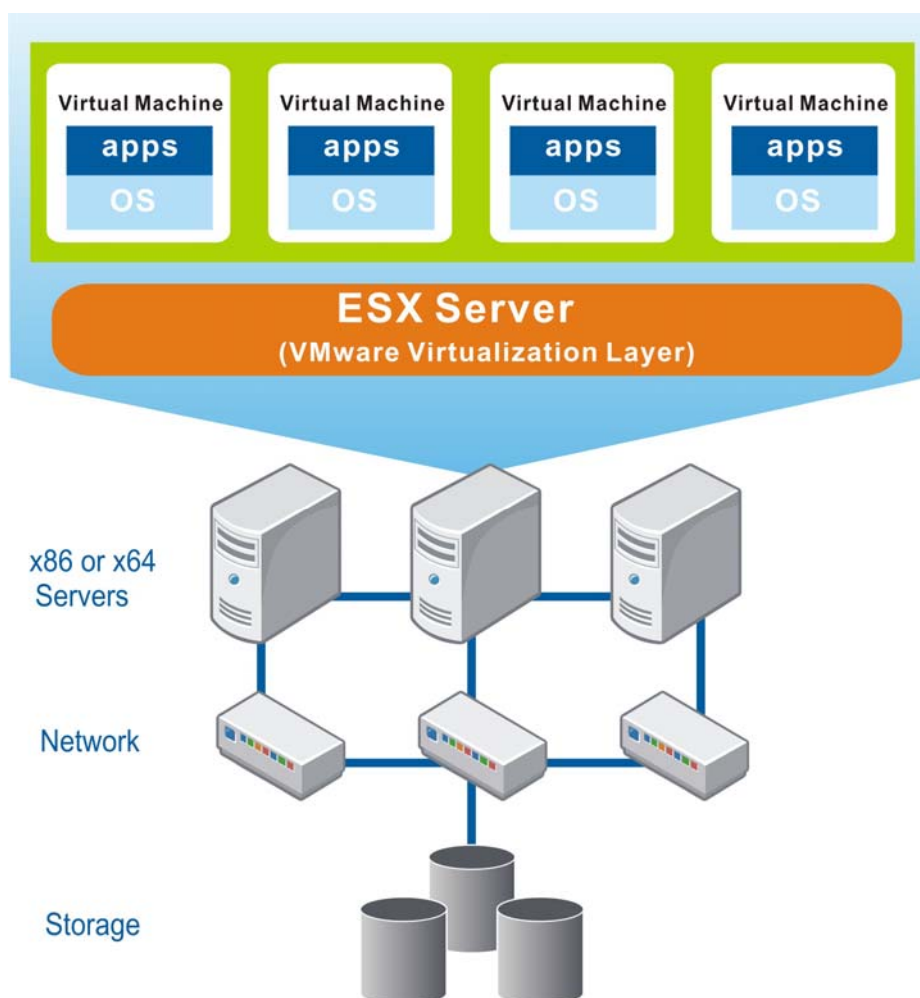 Virtual Machine Virtual Machine Virtual Machine Virtual Machine
apps apps apps apps
OS OS OS OS
ESX Server
(VMware Virtualization Layer)
x86 or x64
Servers
Network
Storage